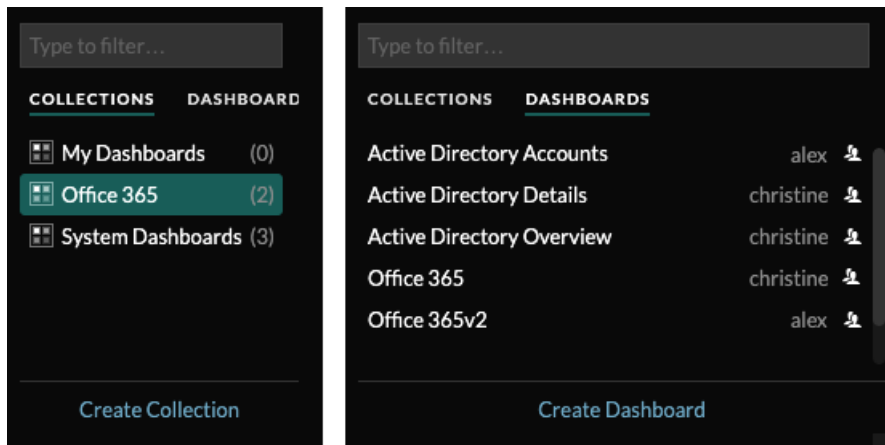 Type to filter...
COLLECTIONS DASHBOARD
My Dashboards (0)
Office 365 (2)
System Dashboards (3)
Create Collection
Type to filter...
COLLECTIONS DASHBOARDS
Active Directory Accounts alex
Active Directory Details christine
Active Directory Overview christine
Office 365 christine
Office 365v2 alex
Create Dashboard